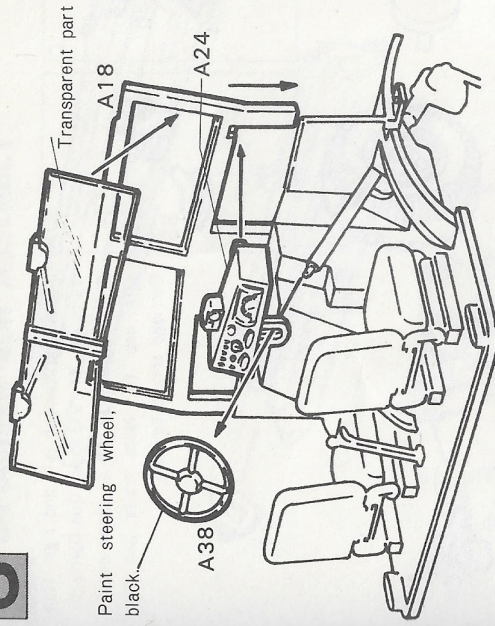 Transparent part
A18
A24
Paint steering wheel,
black.
A38